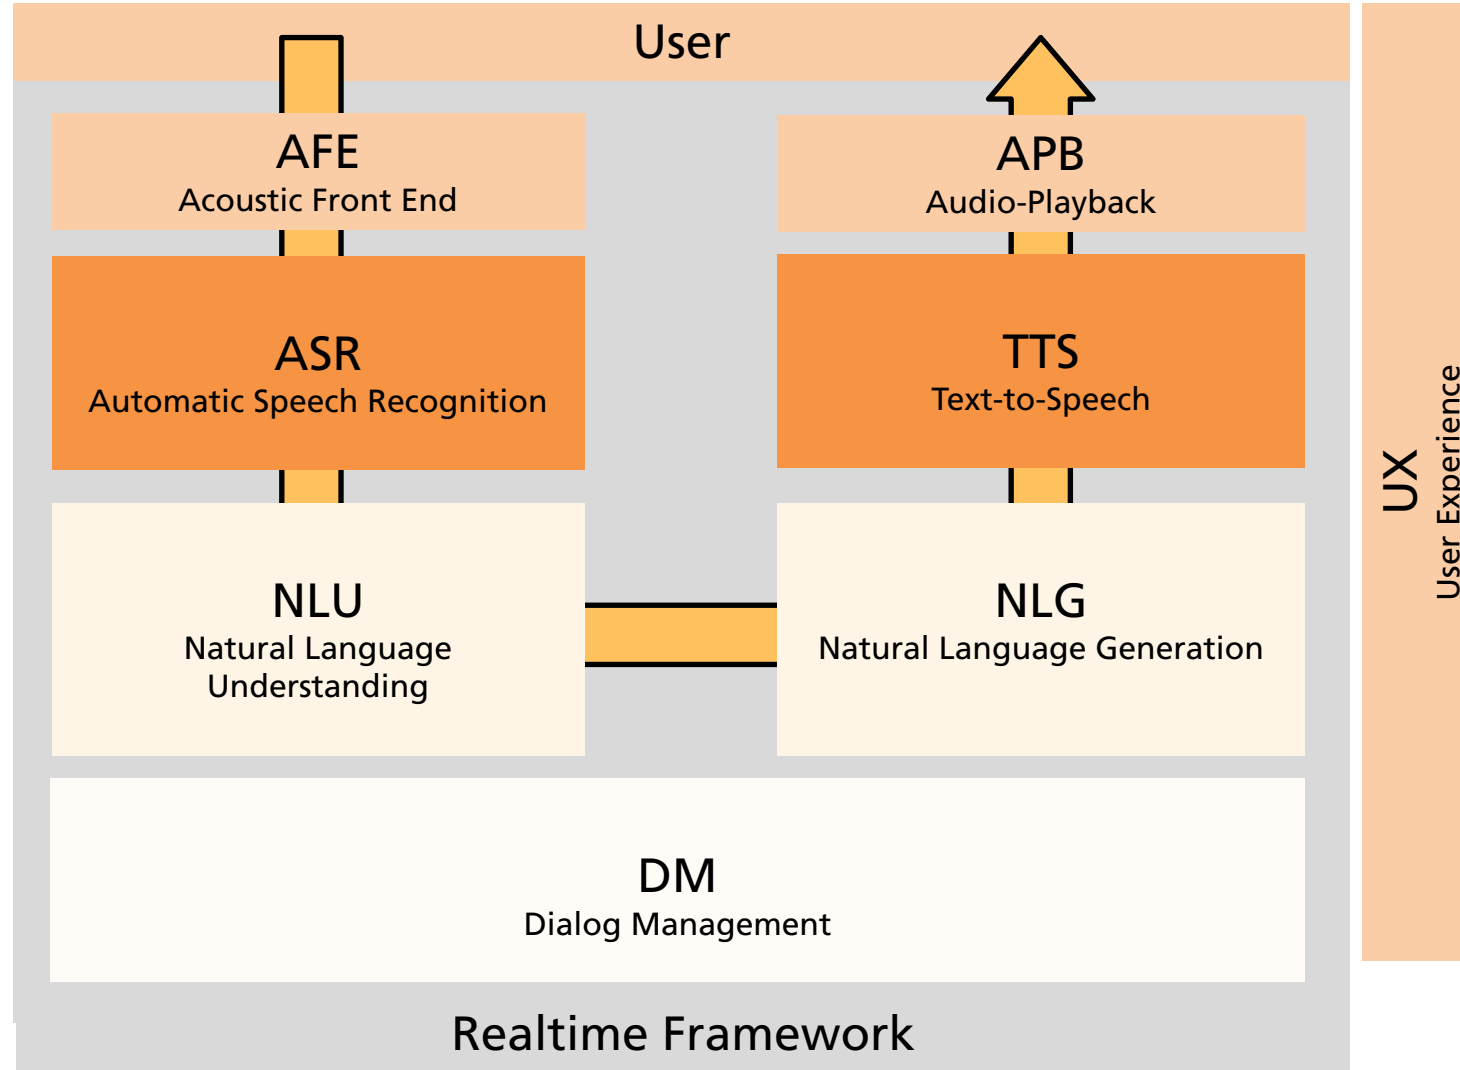 User
AFE
Acoustic Front End
APB
Audio-Playback
ASR
Automatic Speech Recognition
TTS
Text-to-Speech
NLU
Natural Language
Understanding
NLG
Natural Language Generation
DM
Dialog Management
Realtime Framework
UX
User Experience